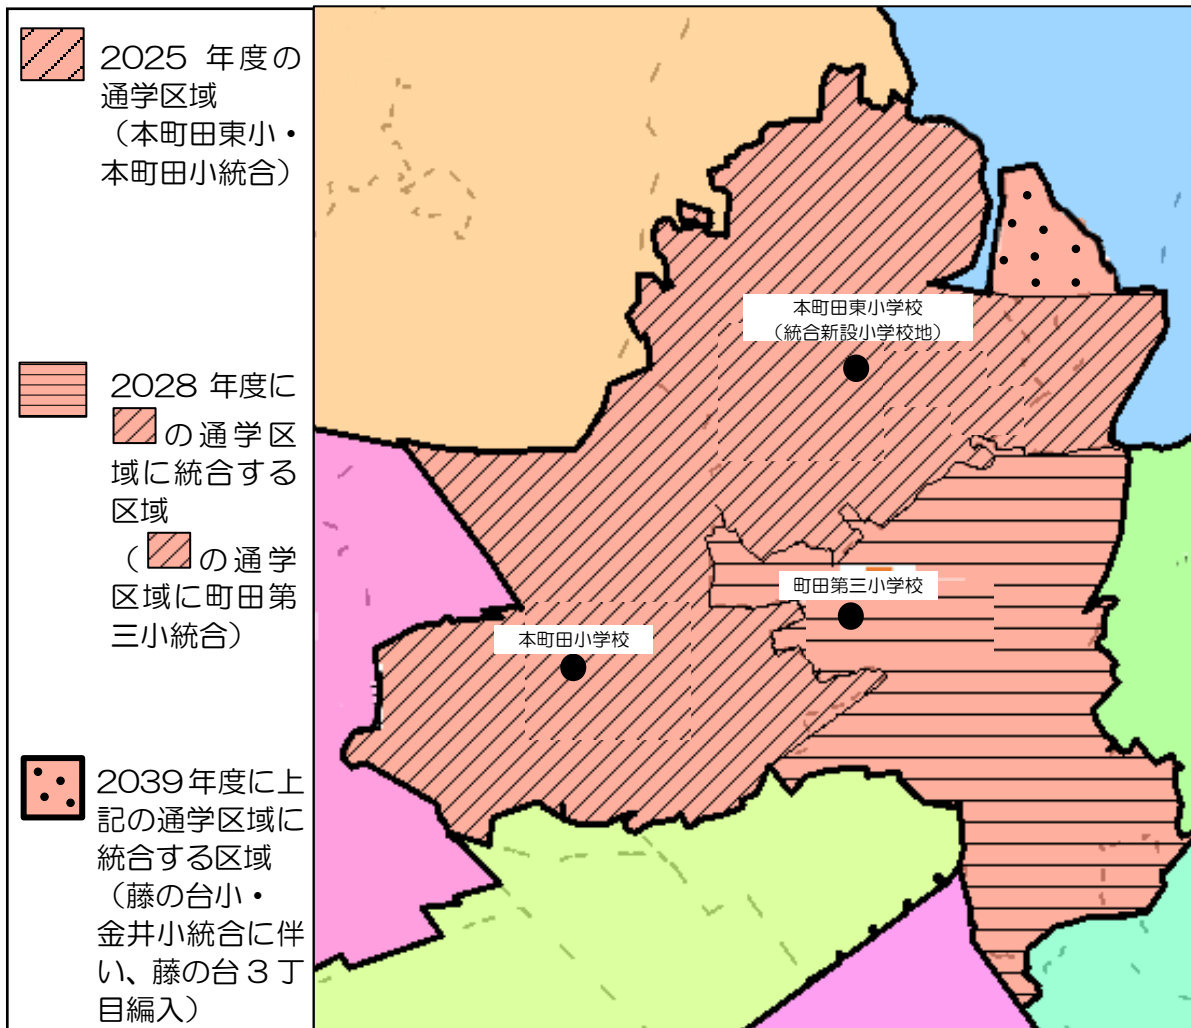 2025 年度の
通学区域
(本町田東小・
本町田小統合)
2028 年度に
の通学区
域に統合する
区域
( の通学
区域に町田第
三小統合)
2039年度に上
記の通学区域に
統合する区域
(藤の台小・
金井小統合に伴
い、藤の台3丁
目編入)
本町田東小学校
(統合新設小学校地)
町田第三小学校
本町田小学校